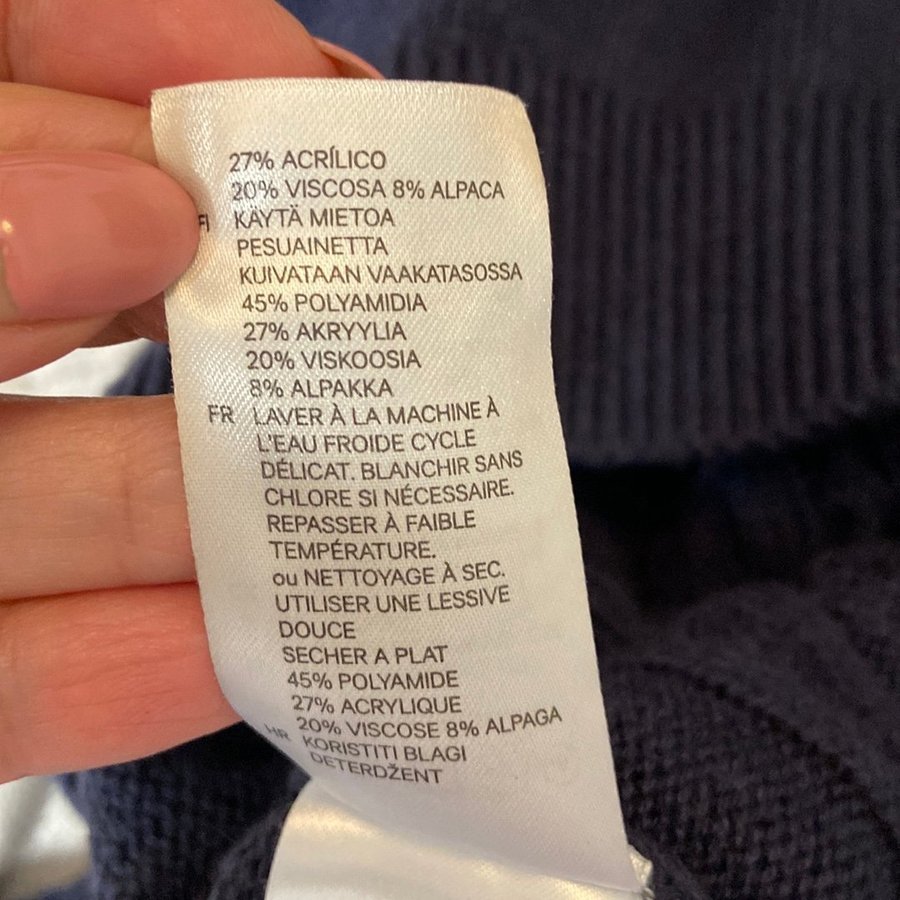 27% ACRÍLICO
20% VISCOSA 8% ALPACA
FI KÄYTÄ MIETOA
PESUAINETTA
KUIVATAAN VAAKATASOSSA
45% POLYAMIDIA
27% AKRYYLIA
20% VISKOOSIA
8% ALPAKKA
FR LAVER À LA MACHINE À
L'EAU FROIDE CYCLE
DÉLICAT. BLANCHIR SANS
CHLORE SI NÉCESSAIRE.
REPASSER À FAIBLE
TEMPÉRATURE.
ou NETTOYAGE À SEC.
UTILISER UNE LESSIVE
DOUCE
SECHER A PLAT
45% POLYAMIDE
27% ACRYLIQUE
20% VISCOSE 8% ALPAGA
HR KORISTITI BLAGI
DETERDŽENT